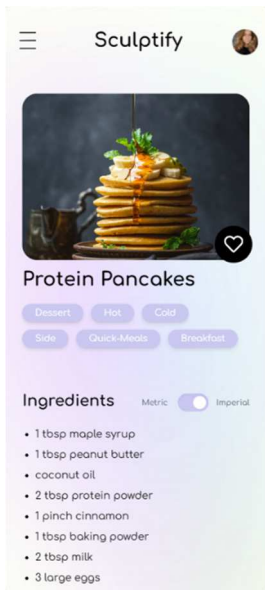 Sculptify
Protein Pancakes
Dessert Hot Cold
Side Quick-Meals Breakfast
Ingredients Metric Imperial
• 1 tbsp maple syrup
• 1 tbsp peanut butter
• coconut oil
• 2 tbsp protein powder
• 1 pinch cinnamon
• 1 tbsp baking powder
• 2 tbsp milk
• 3 large eggs